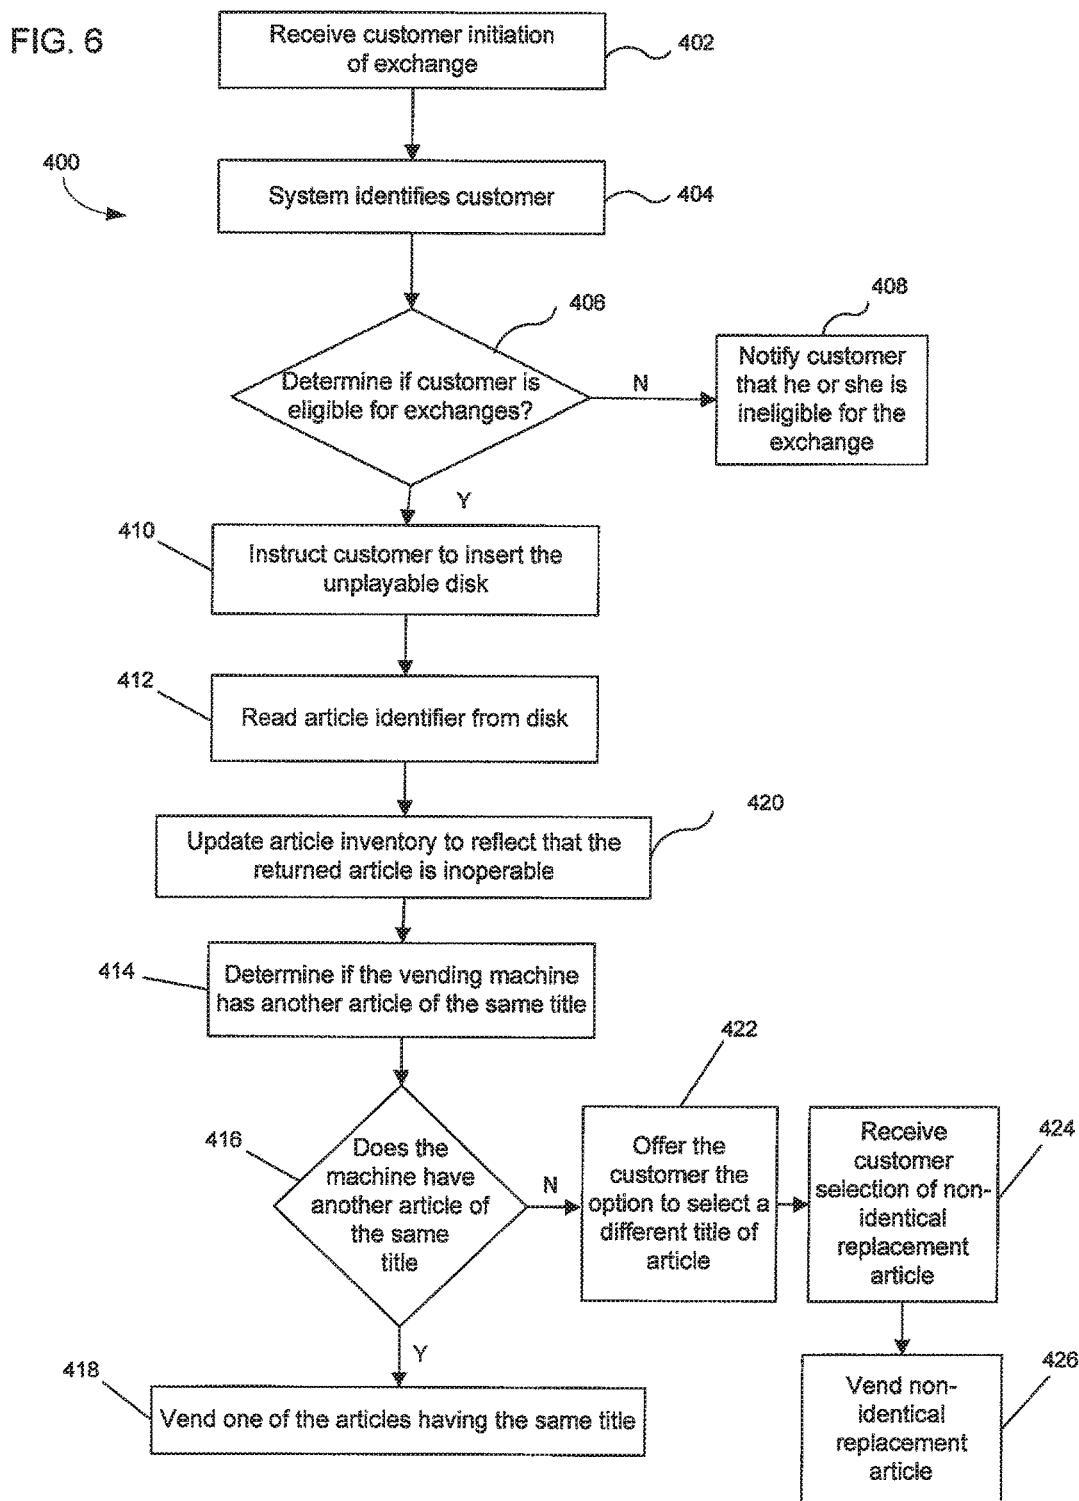 FIG. 6
Receive customer initiation
of exchange
402
400
System identifies customer
404
406
408
Determine if customer is
eligible for exchanges?
N
Notify customer
that he or she is
ineligible for the
exchange
Y
410
Instruct customer to insert the
unplayable disk
412
Read article identifier from disk
420
Update article inventory to reflect that the
returned article is inoperable
414
Determine if the vending machine
has another article of the same title
422
416
Does the
machine have
another article of
the same
title
N
Offer the
customer the
option to select a
different title of
article
Receive
customer
selection of non-
identical
replacement
article
424
Y
418
Vend one of the articles having the same title
Vend non-
identical
replacement
article
426